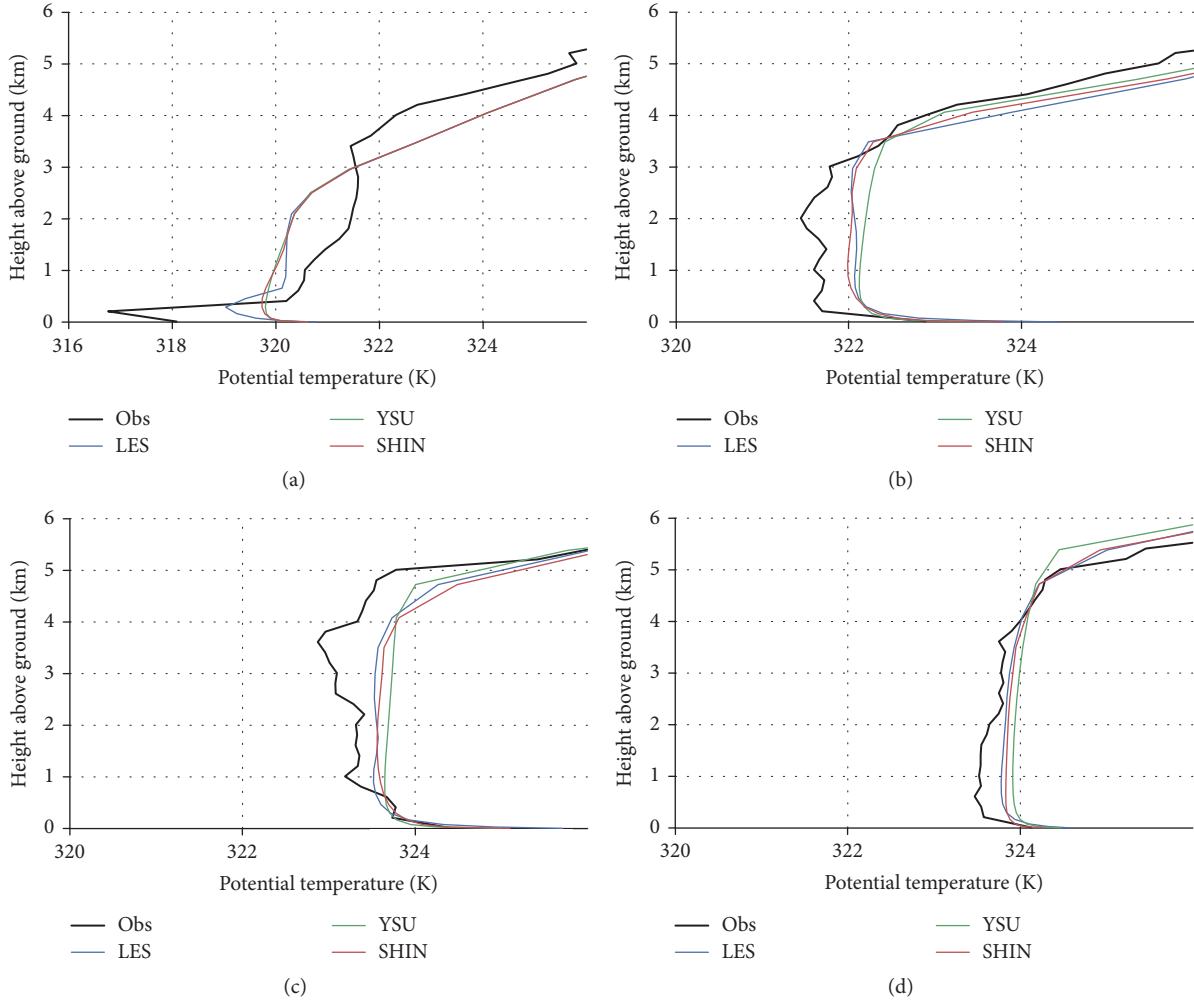 6
5
4
3
2
1
0
Height above ground (km)
316 318 320 322 324
Potential temperature (K)
Obs YSU
LES SHIN
(a)
6
5
4
3
2
1
0
Height above ground (km)
320 322 324
Potential temperature (K)
Obs YSU
LES SHIN
(b)
6
5
4
3
2
1
0
Height above ground (km)
320 322 324
Potential temperature (K)
Obs YSU
LES SHIN
(c)
6
5
4
3
2
1
0
Height above ground (km)
320 322 324
Potential temperature (K)
Obs YSU
LES SHIN
(d)